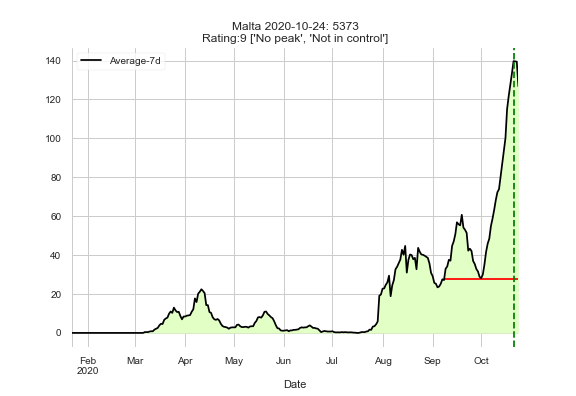 Malta 2020-10-24: 5373
Rating:9 ['No peak', 'Not in control']
Average-7d
140
120
100
80
60
40
20
0
Feb Mar Apr May Jun Jul Aug Sep Oct
2020
Date